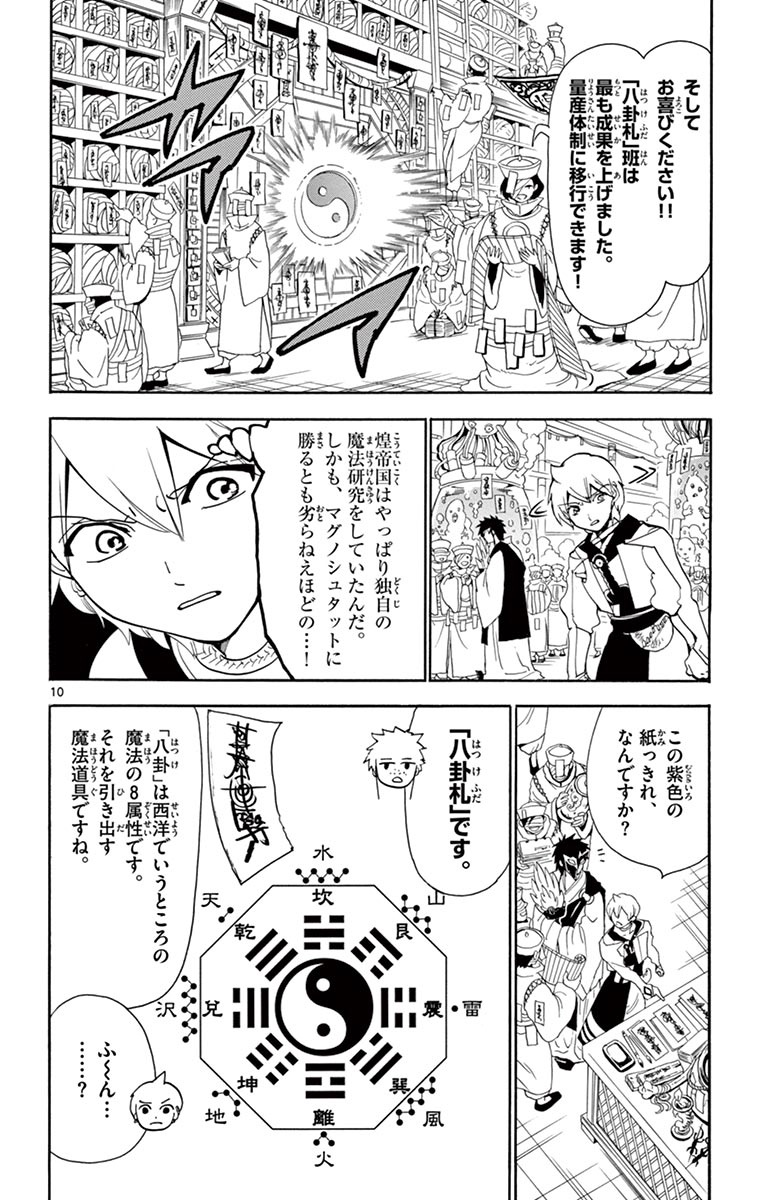 そして
お喜びください!!
「八卦札」班は
最も成果を上げました。
量産体制に移行できます!
煌帝国はやっぱり独自の
魔法研究をしていたんだ。
しかも、マグノシュタットに
勝るとも劣らねえほどの…!
10
この紫色の
紙っきれ、
なんですか?
「八卦札」です。
「八卦」は西洋でいうところの
魔法の8属性です。
それを引き出す
魔法道具ですね。
水
天
山
坎
乾
艮
沢
兌
震
雷
坤
巽
地
離
風
火
ふ〜ん…
……?